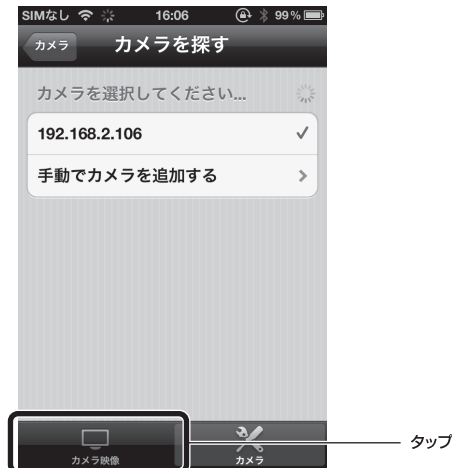 SIMなし 16:06 99%
カメラ カメラを探す
カメラを選択してください...
192.168.2.106
手動でカメラを追加する
カメラ映像 カメラ
タップ